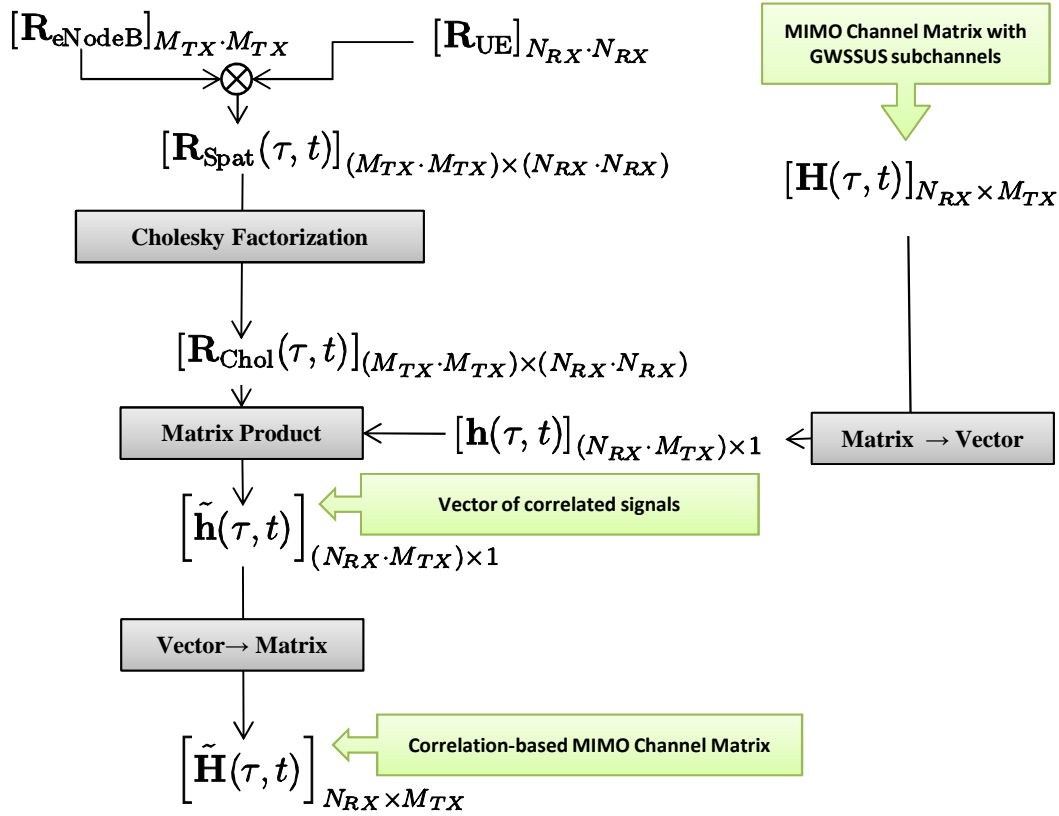 [R_eNodeB]_{M_TX·M_TX}
[R_UE]_{N_RX·N_RX}
MIMO Channel Matrix with
GWSSUS subchannels
⊗
[R_Spat(τ, t)]_{(M_TX·M_TX)×(N_RX·N_RX)}
[H(τ, t)]_{N_RX×M_TX}
Cholesky Factorization
[R_Chol(τ, t)]_{(M_TX·M_TX)×(N_RX·N_RX)}
Matrix Product
[h(τ, t)]_{(N_RX·M_TX)×1}
Matrix → Vector
[h̃(τ, t)]_{(N_RX·M_TX)×1}
Vector of correlated signals
Vector→ Matrix
[H̃(τ, t)]_{N_RX×M_TX}
Correlation-based MIMO Channel Matrix